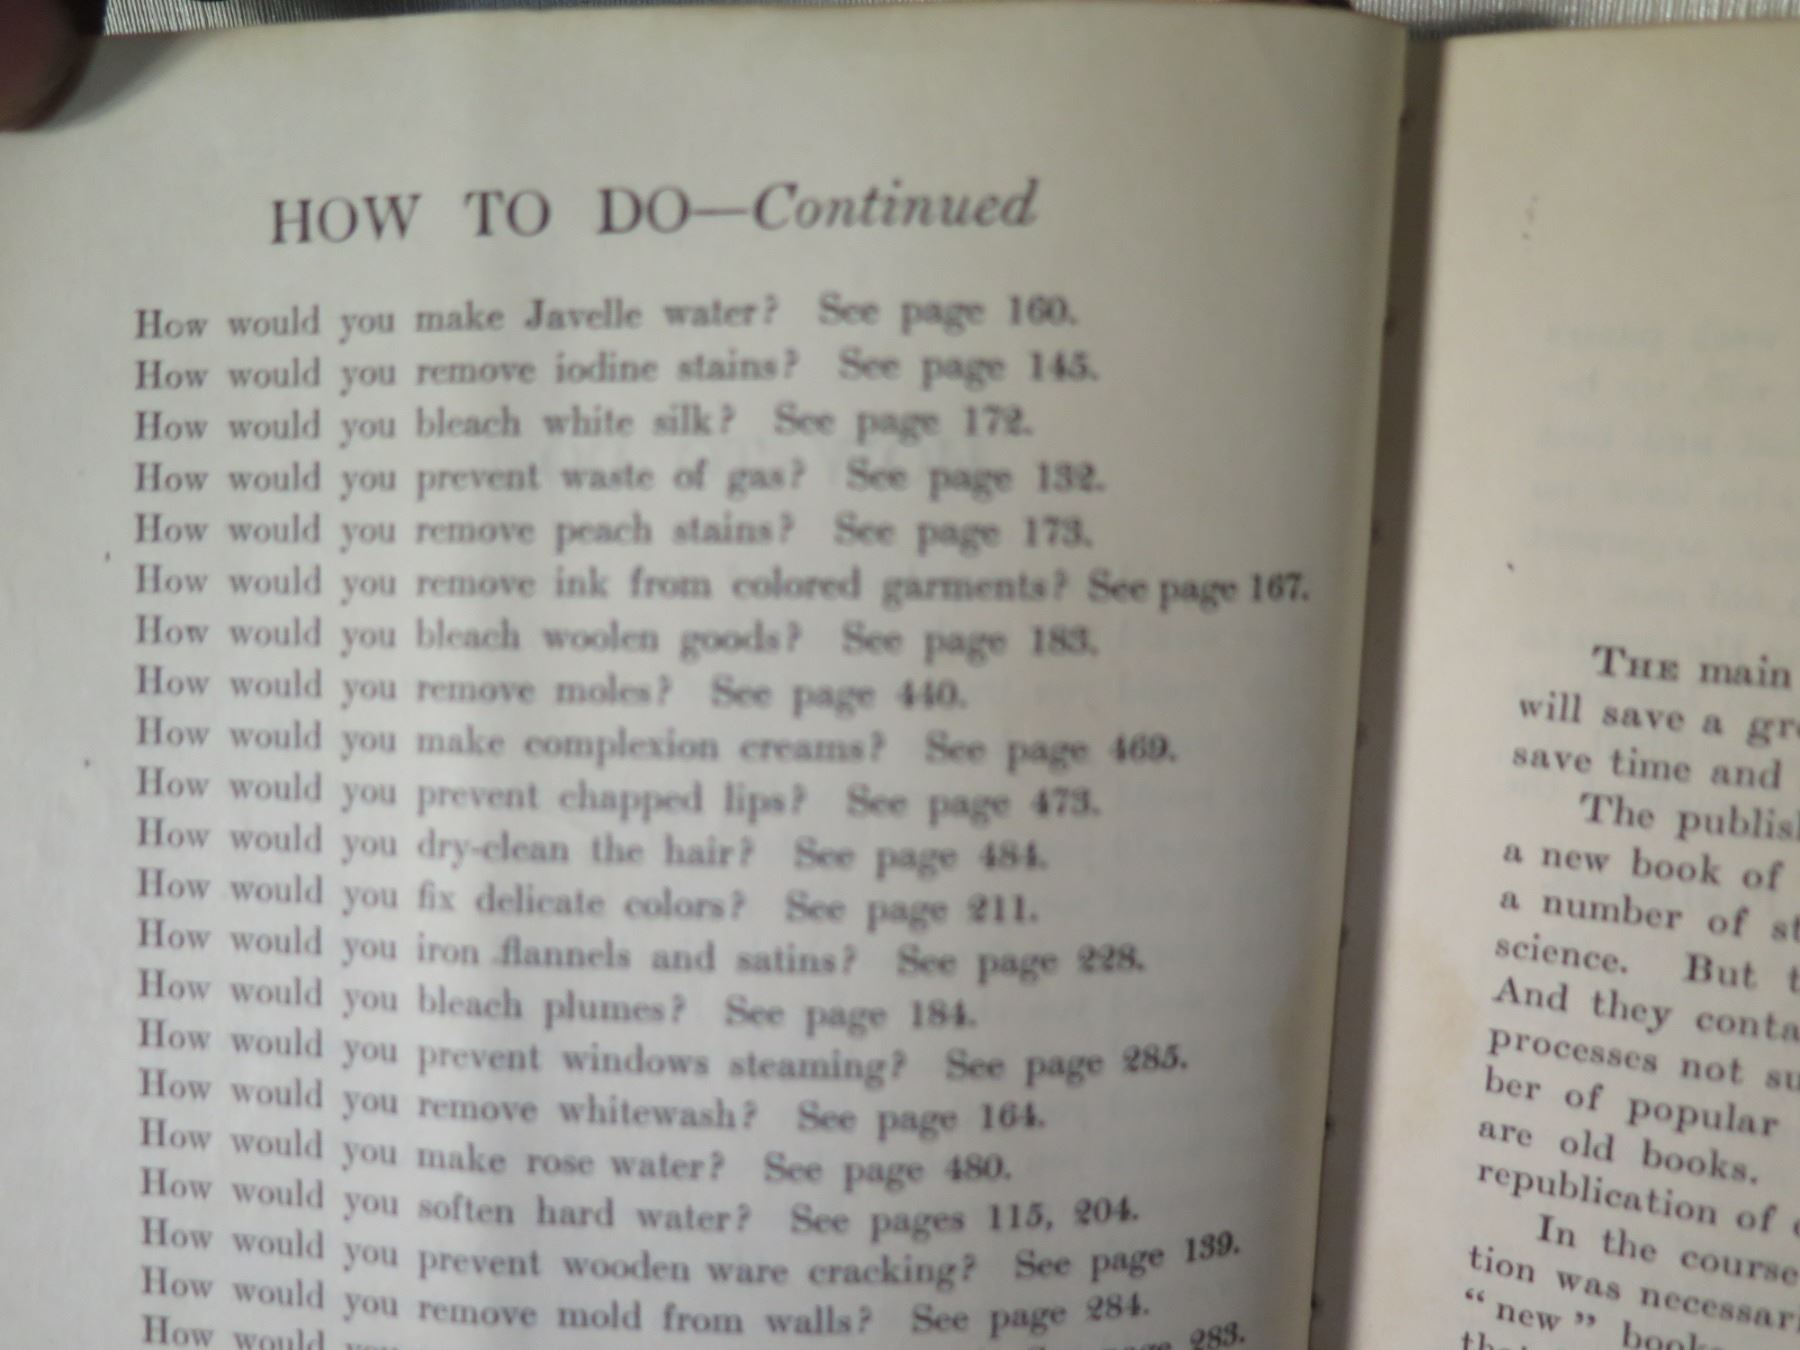 HOW TO DO—Continued
How would you make Javelle water? See page 160.
How would you remove iodine stains? See page 145.
How would you bleach white silk? See page 172.
How would you prevent waste of gas? See page 132.
How would you remove peach stains? See page 173.
How would you remove ink from colored garments? See page 167.
How would you bleach woolen goods? See page 183.
How would you remove moles? See page 440.
How would you make complexion creams? See page 469.
How would you prevent chapped lips? See page 473.
How would you dry-clean the hair? See page 484.
How would you fix delicate colors? See page 211.
How would you iron flannels and satins? See page 228.
How would you bleach plumes? See page 184.
How would you prevent windows steaming? See page 285.
How would you remove whitewash? See page 164.
How would you make rose water? See page 480.
How would you soften hard water? See pages 115, 204.
How would you prevent wooden ware cracking? See page 139.
How would you remove mold from walls? See page 284.
How would See page 283.
THE main
will save a
save time and
The
a new book of
a number of
science. But
And they
processes not
ber of popular
are old books.
republication of
In the course
tion was
"new"